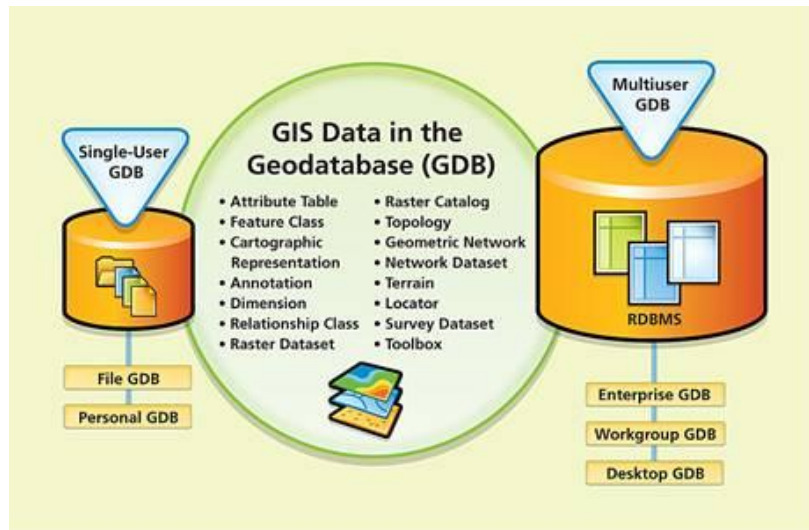 Single-User
GDB
File GDB
Personal GDB
GIS Data in the
Geodatabase (GDB)
• Attribute Table
• Feature Class
• Cartographic
Representation
• Annotation
• Dimension
• Relationship Class
• Raster Dataset
• Raster Catalog
• Topology
• Geometric Network
• Network Dataset
• Terrain
• Locator
• Survey Dataset
• Toolbox
Multiuser
GDB
RDBMS
Enterprise GDB
Workgroup GDB
Desktop GDB